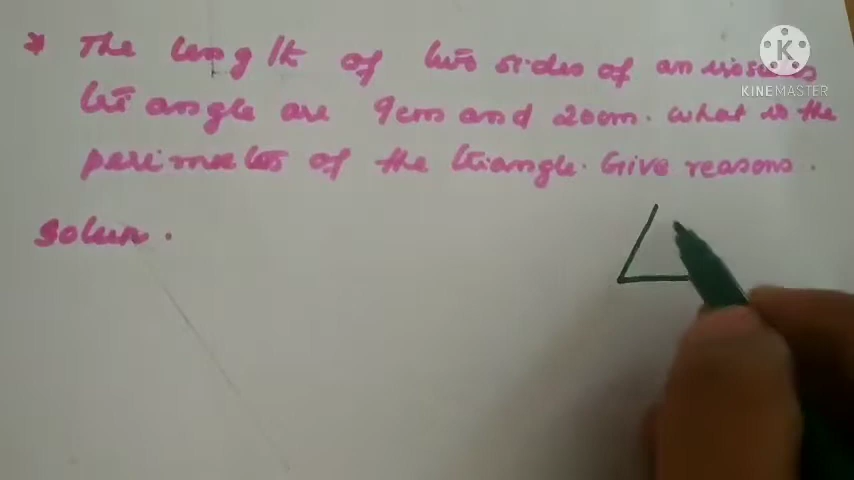 * The length of two sides of an isosceles
triangle are 9cm and 20cm. what is the
perimeter of the triangle. Give reasons.
Solun.
K
KINEMASTER